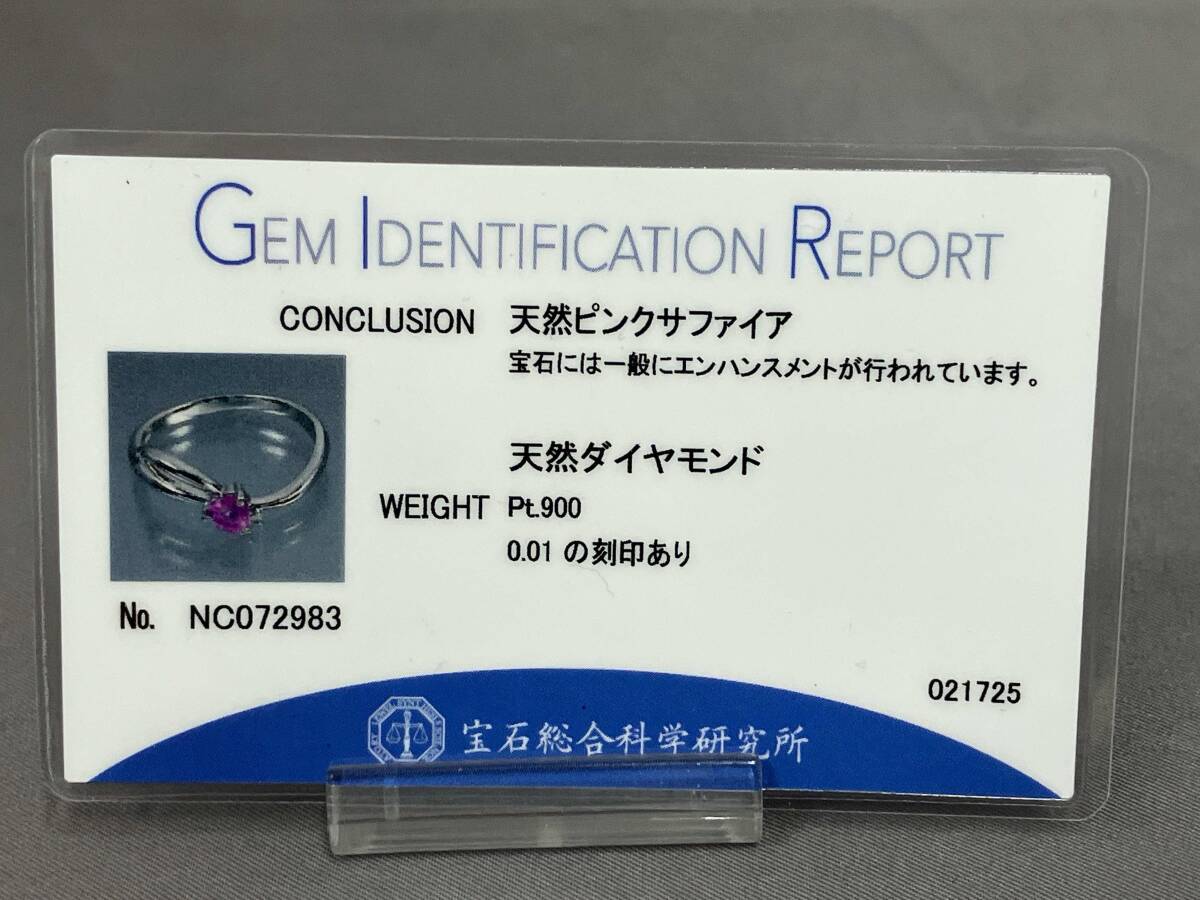 GEM IDENTIFICATION REPORT
CONCLUSION 天然ピンクサファイア
宝石には一般にエンハンスメントが行われています。
天然ダイヤモンド
WEIGHT Pt.900
0.01 の刻印あり
No. NC072983
021725
宝石総合科学研究所